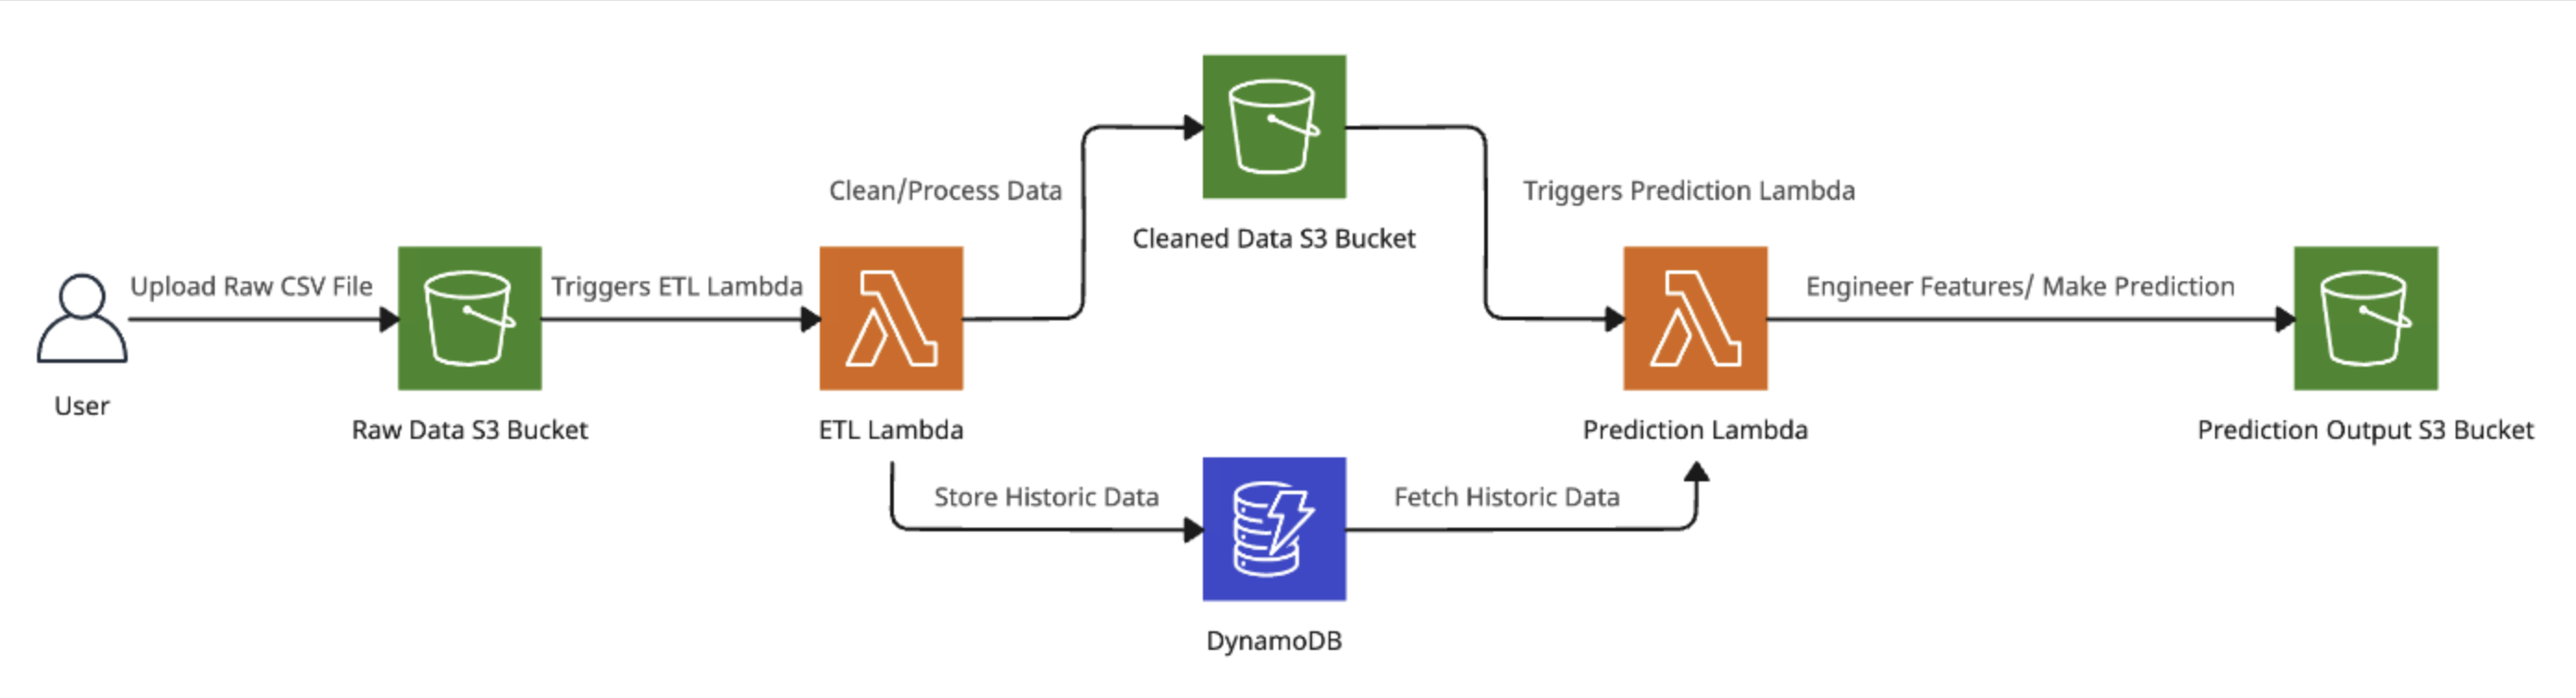 Clean/Process Data
Triggers Prediction Lambda
Cleaned Data S3 Bucket
Upload Raw CSV File
Triggers ETL Lambda
Engineer Features/ Make Prediction
User
Raw Data S3 Bucket
ETL Lambda
Prediction Lambda
Prediction Output S3 Bucket
Store Historic Data
Fetch Historic Data
DynamoDB